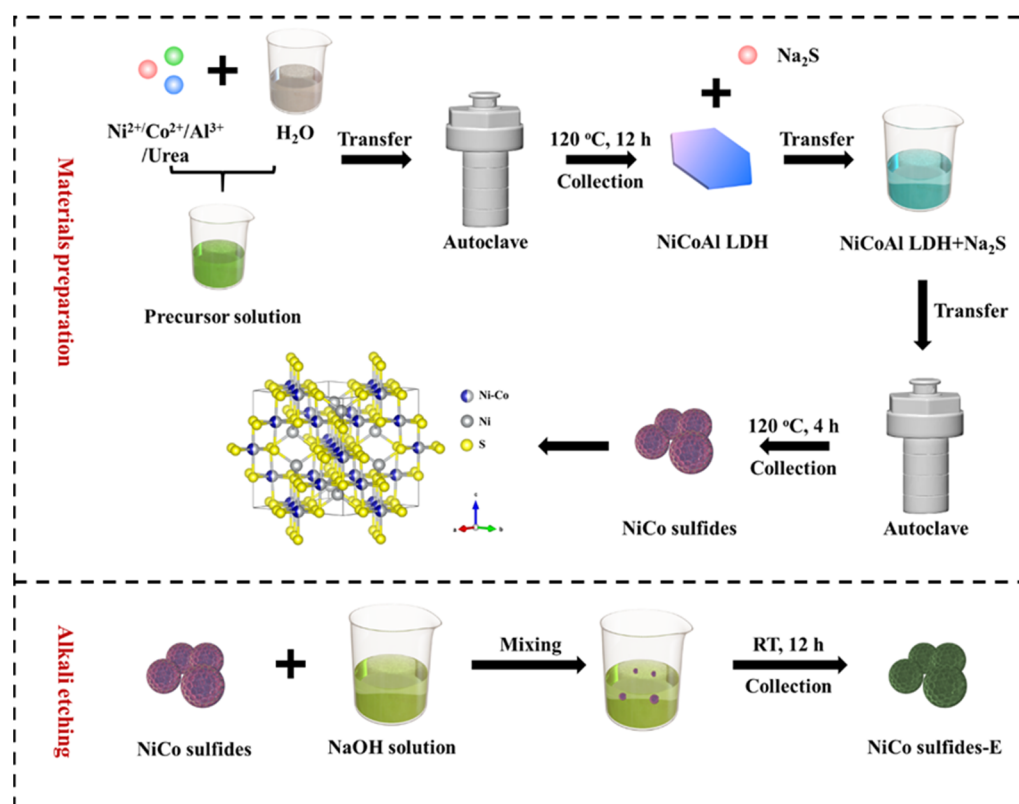 Materials preparation
Ni²⁺/Co²⁺/Al³⁺
/Urea
H₂O
Precursor solution
Transfer
Autoclave
120 °C, 12 h
Collection
Na₂S
NiCoAl LDH
Transfer
NiCoAl LDH+Na₂S
Transfer
Autoclave
120 °C, 4 h
Collection
NiCo sulfides
Ni-Co
Ni
S
c
a
b
Alkali etching
NiCo sulfides
NaOH solution
Mixing
RT, 12 h
Collection
NiCo sulfides-E